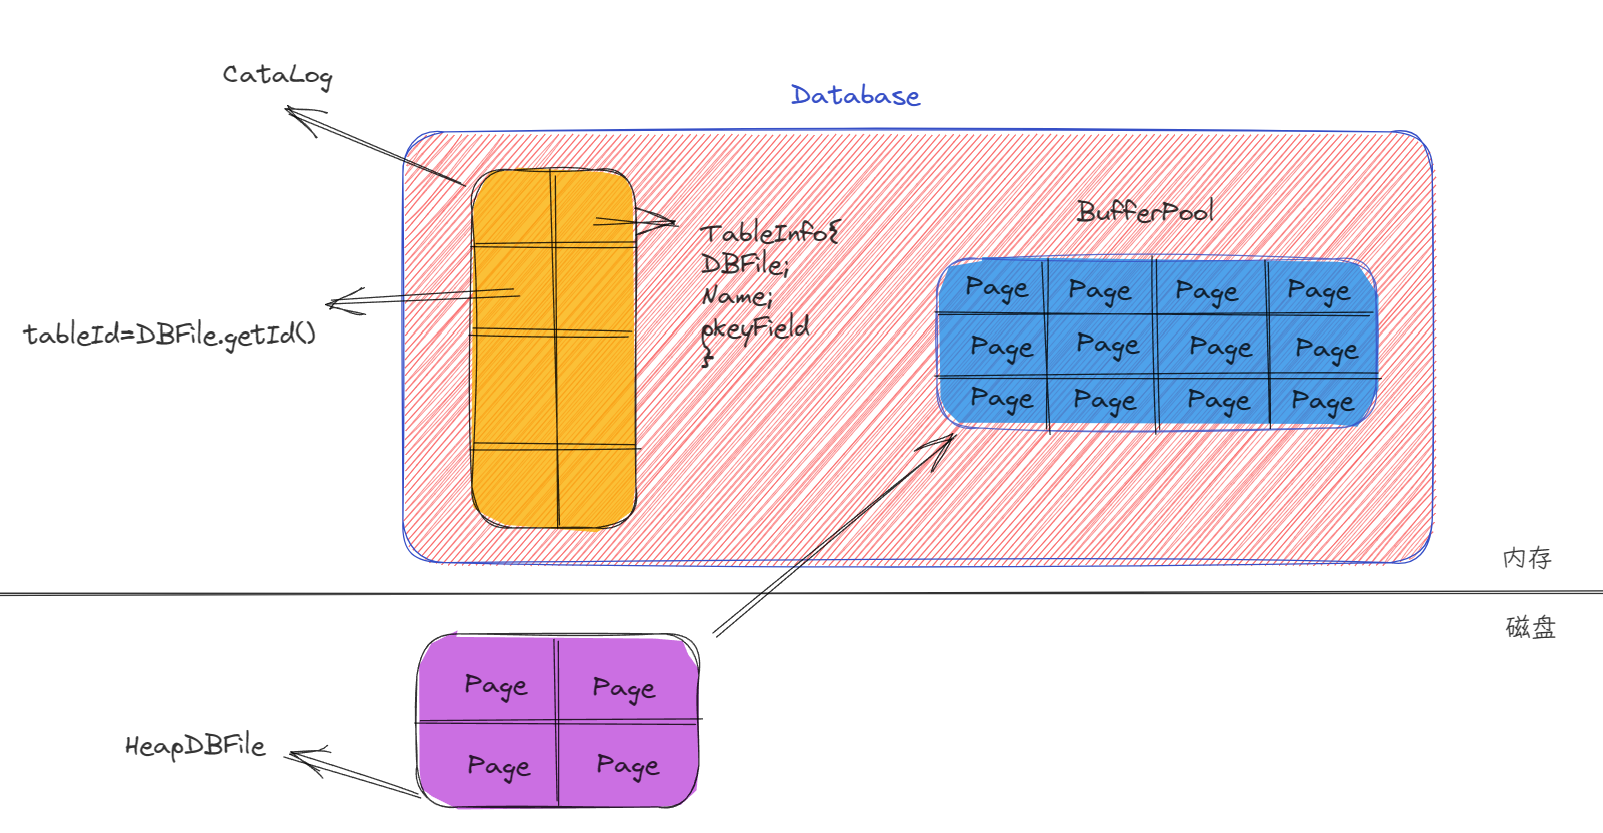 CataLog
Database
BufferPool
TableInfo{
DBFile;
Name;
pkeyField
}
tableId=DBFile.getId()
Page Page Page Page
Page Page Page Page
Page Page Page Page
内存
磁盘
Page Page
Page Page
HeapDBFile